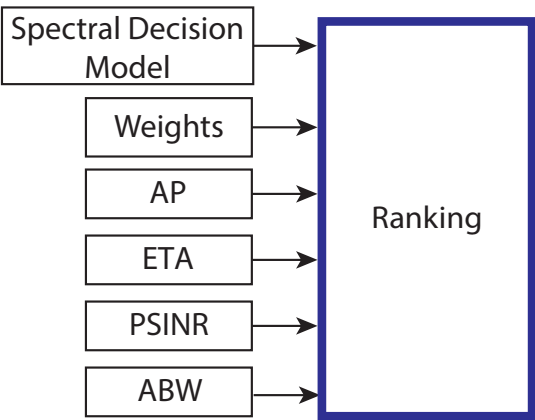 Spectral Decision
Model
Weights
AP
ETA
PSINR
ABW
Ranking